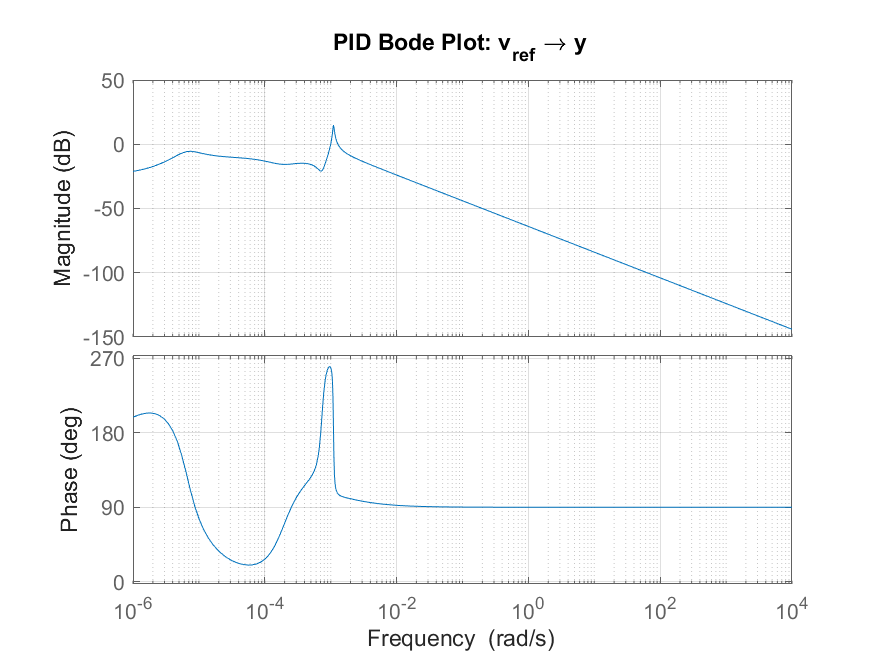 PID Bode Plot: v_ref → y
50
0
-50
-100
-150
Magnitude (dB)
270
180
90
0
Phase (deg)
10^-6 10^-4 10^-2 10^0 10^2 10^4
Frequency (rad/s)